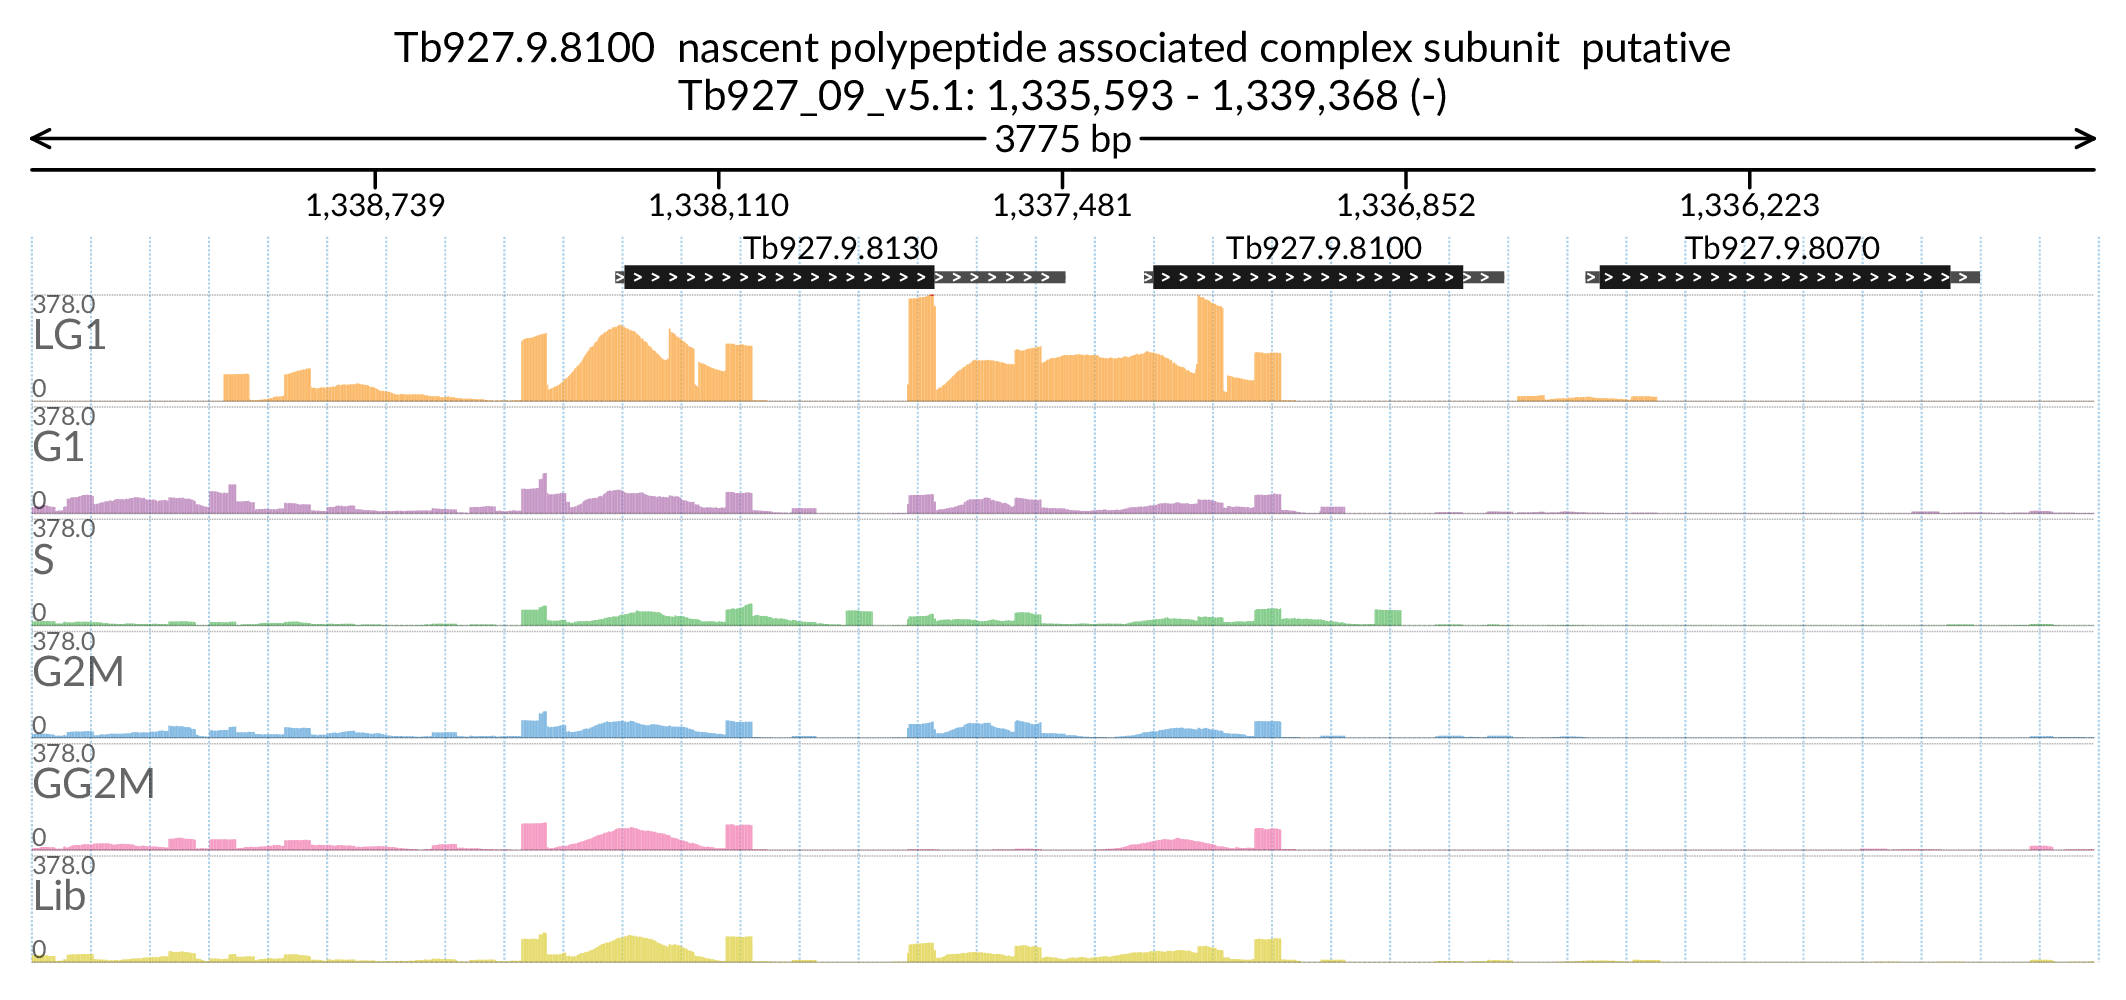 Tb927.9.8100  nascent polypeptide associated complex subunit  putative
Tb927_09_v5.1: 1,335,593 - 1,339,368 (-)
3775 bp
1,338,739 1,338,110 1,337,481 1,336,852 1,336,223
Tb927.9.8130 Tb927.9.8100 Tb927.9.8070
378.0
LG1
0
378.0
G1
0
378.0
S
0
378.0
G2M
0
378.0
GG2M
0
378.0
Lib
0